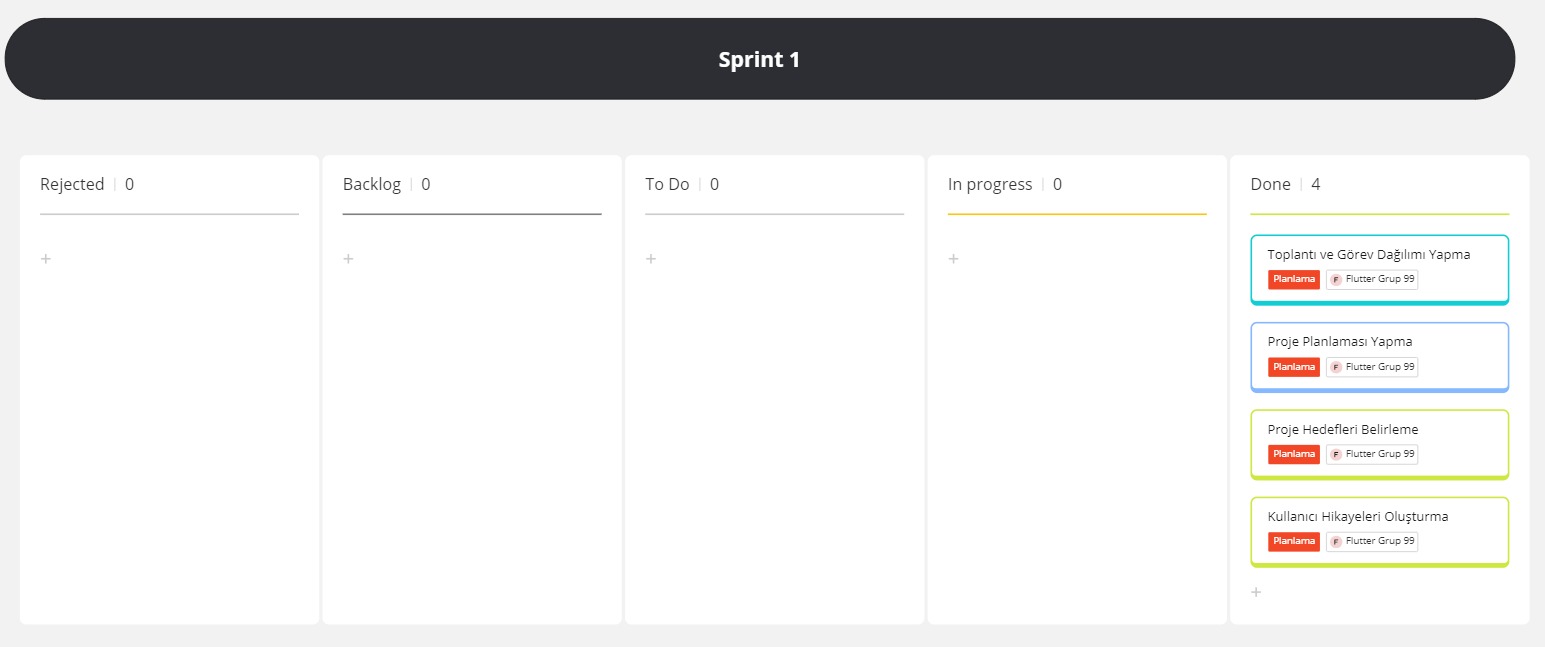 Sprint 1
Rejected | 0
Backlog | 0
To Do | 0
In progress | 0
Done | 4
+
+
+
+
Toplantı ve Görev Dağılımı Yapma
Planlama F Flutter Grup 99
Proje Planlaması Yapma
Planlama F Flutter Grup 99
Proje Hedefleri Belirleme
Planlama F Flutter Grup 99
Kullanıcı Hikayeleri Oluşturma
Planlama F Flutter Grup 99
+